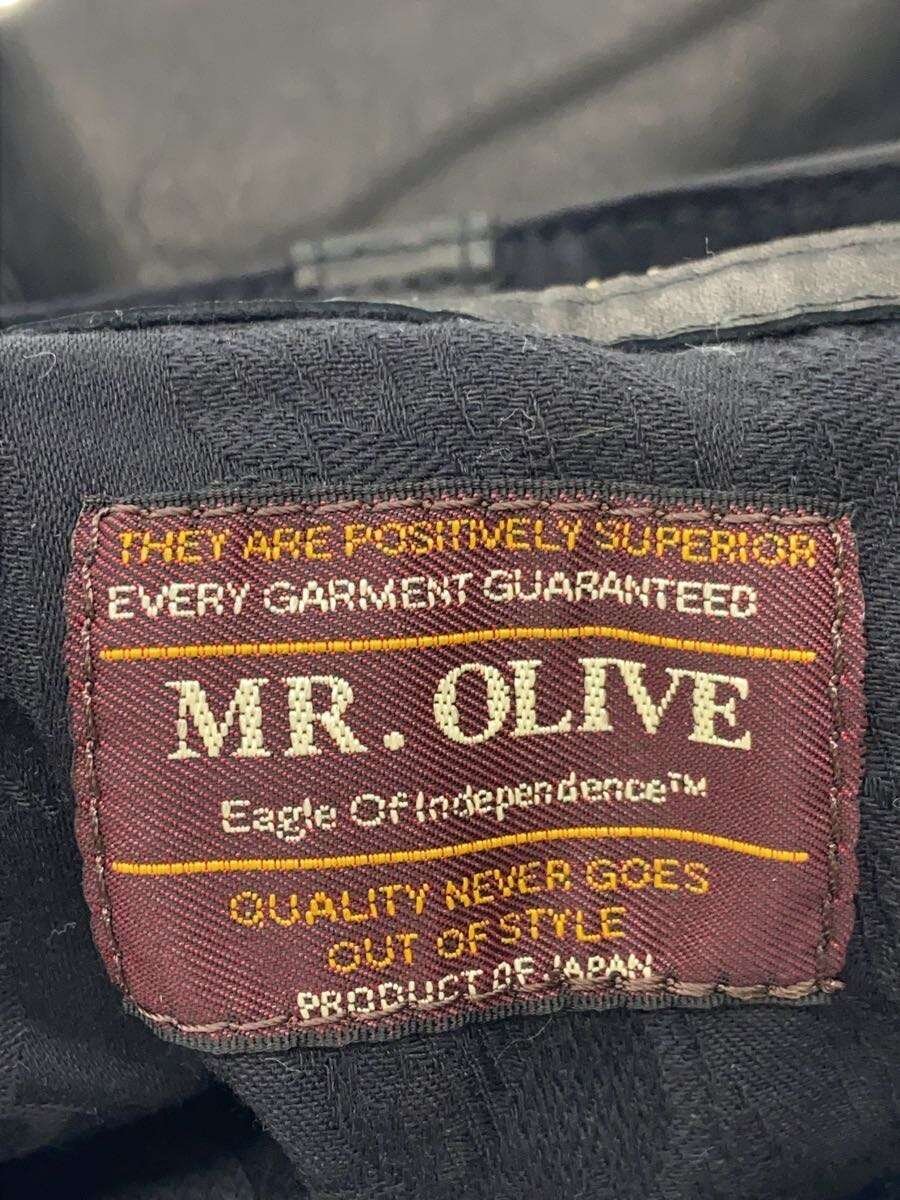 THEY ARE POSITIVELY SUPERIOR
EVERY GARMENT GUARANTEED
MR. OLIVE
Eagle Of Independence™
QUALITY NEVER GOES
OUT OF STYLE
PRODUCT OF JAPAN